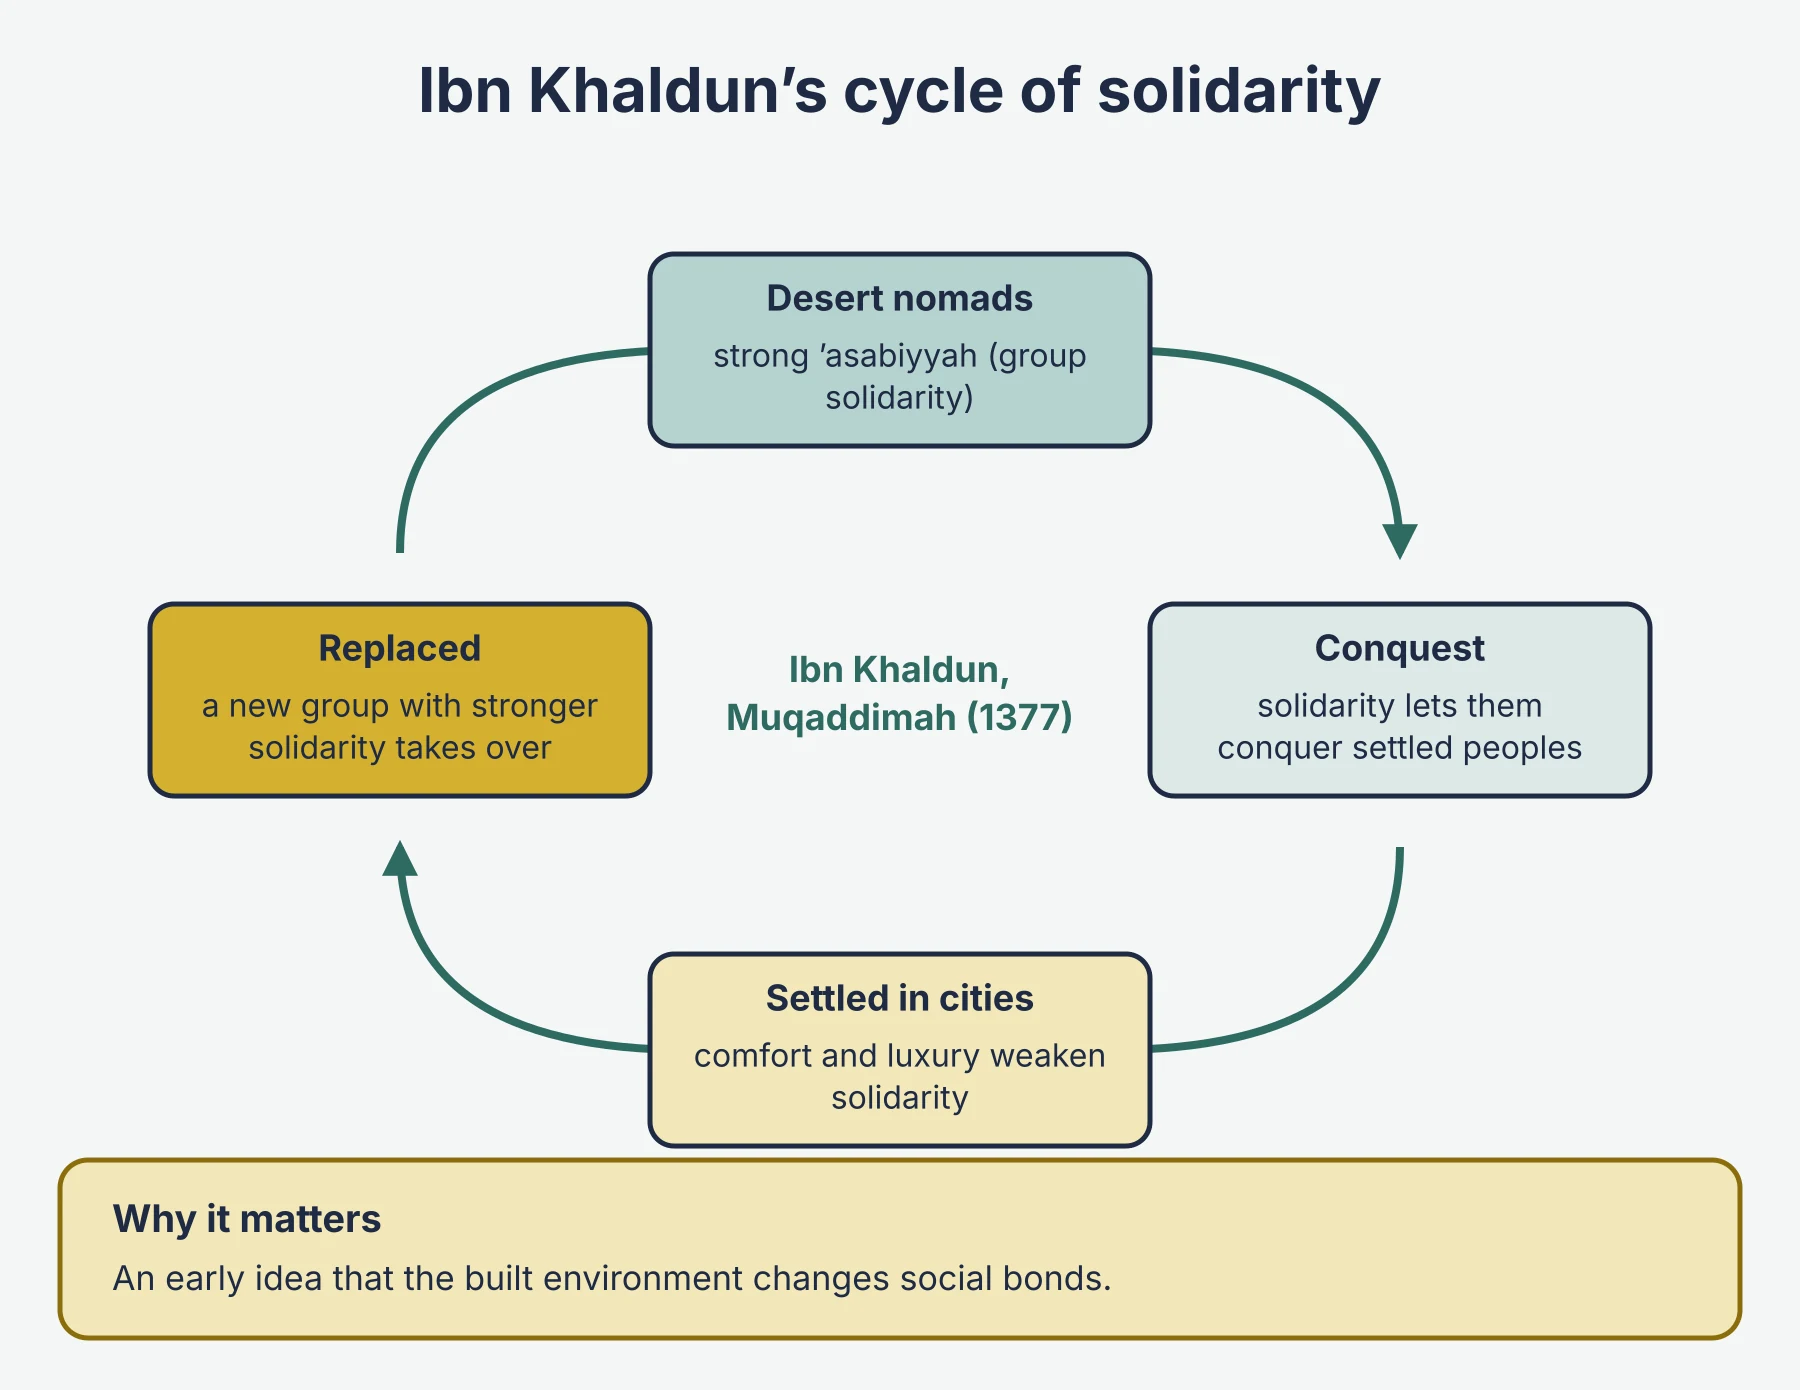 Ibn Khaldun’s cycle of solidarity
Desert nomads
strong ’asabiyyah (group
solidarity)
Replaced
a new group with stronger
solidarity takes over
Ibn Khaldun,
Muqaddimah (1377)
Conquest
solidarity lets them
conquer settled peoples
Settled in cities
comfort and luxury weaken
solidarity
Why it matters
An early idea that the built environment changes social bonds.